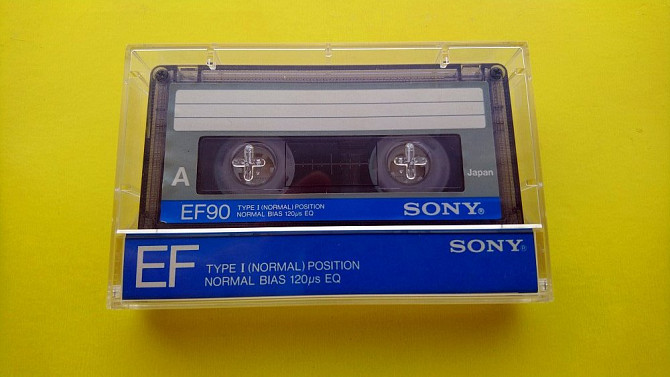 A
Japan
EF90 TYPE I (NORMAL) POSITION
NORMAL BIAS 120µs EQ
SONY®
SONY®
EF TYPE I (NORMAL) POSITION
NORMAL BIAS 120µs EQ